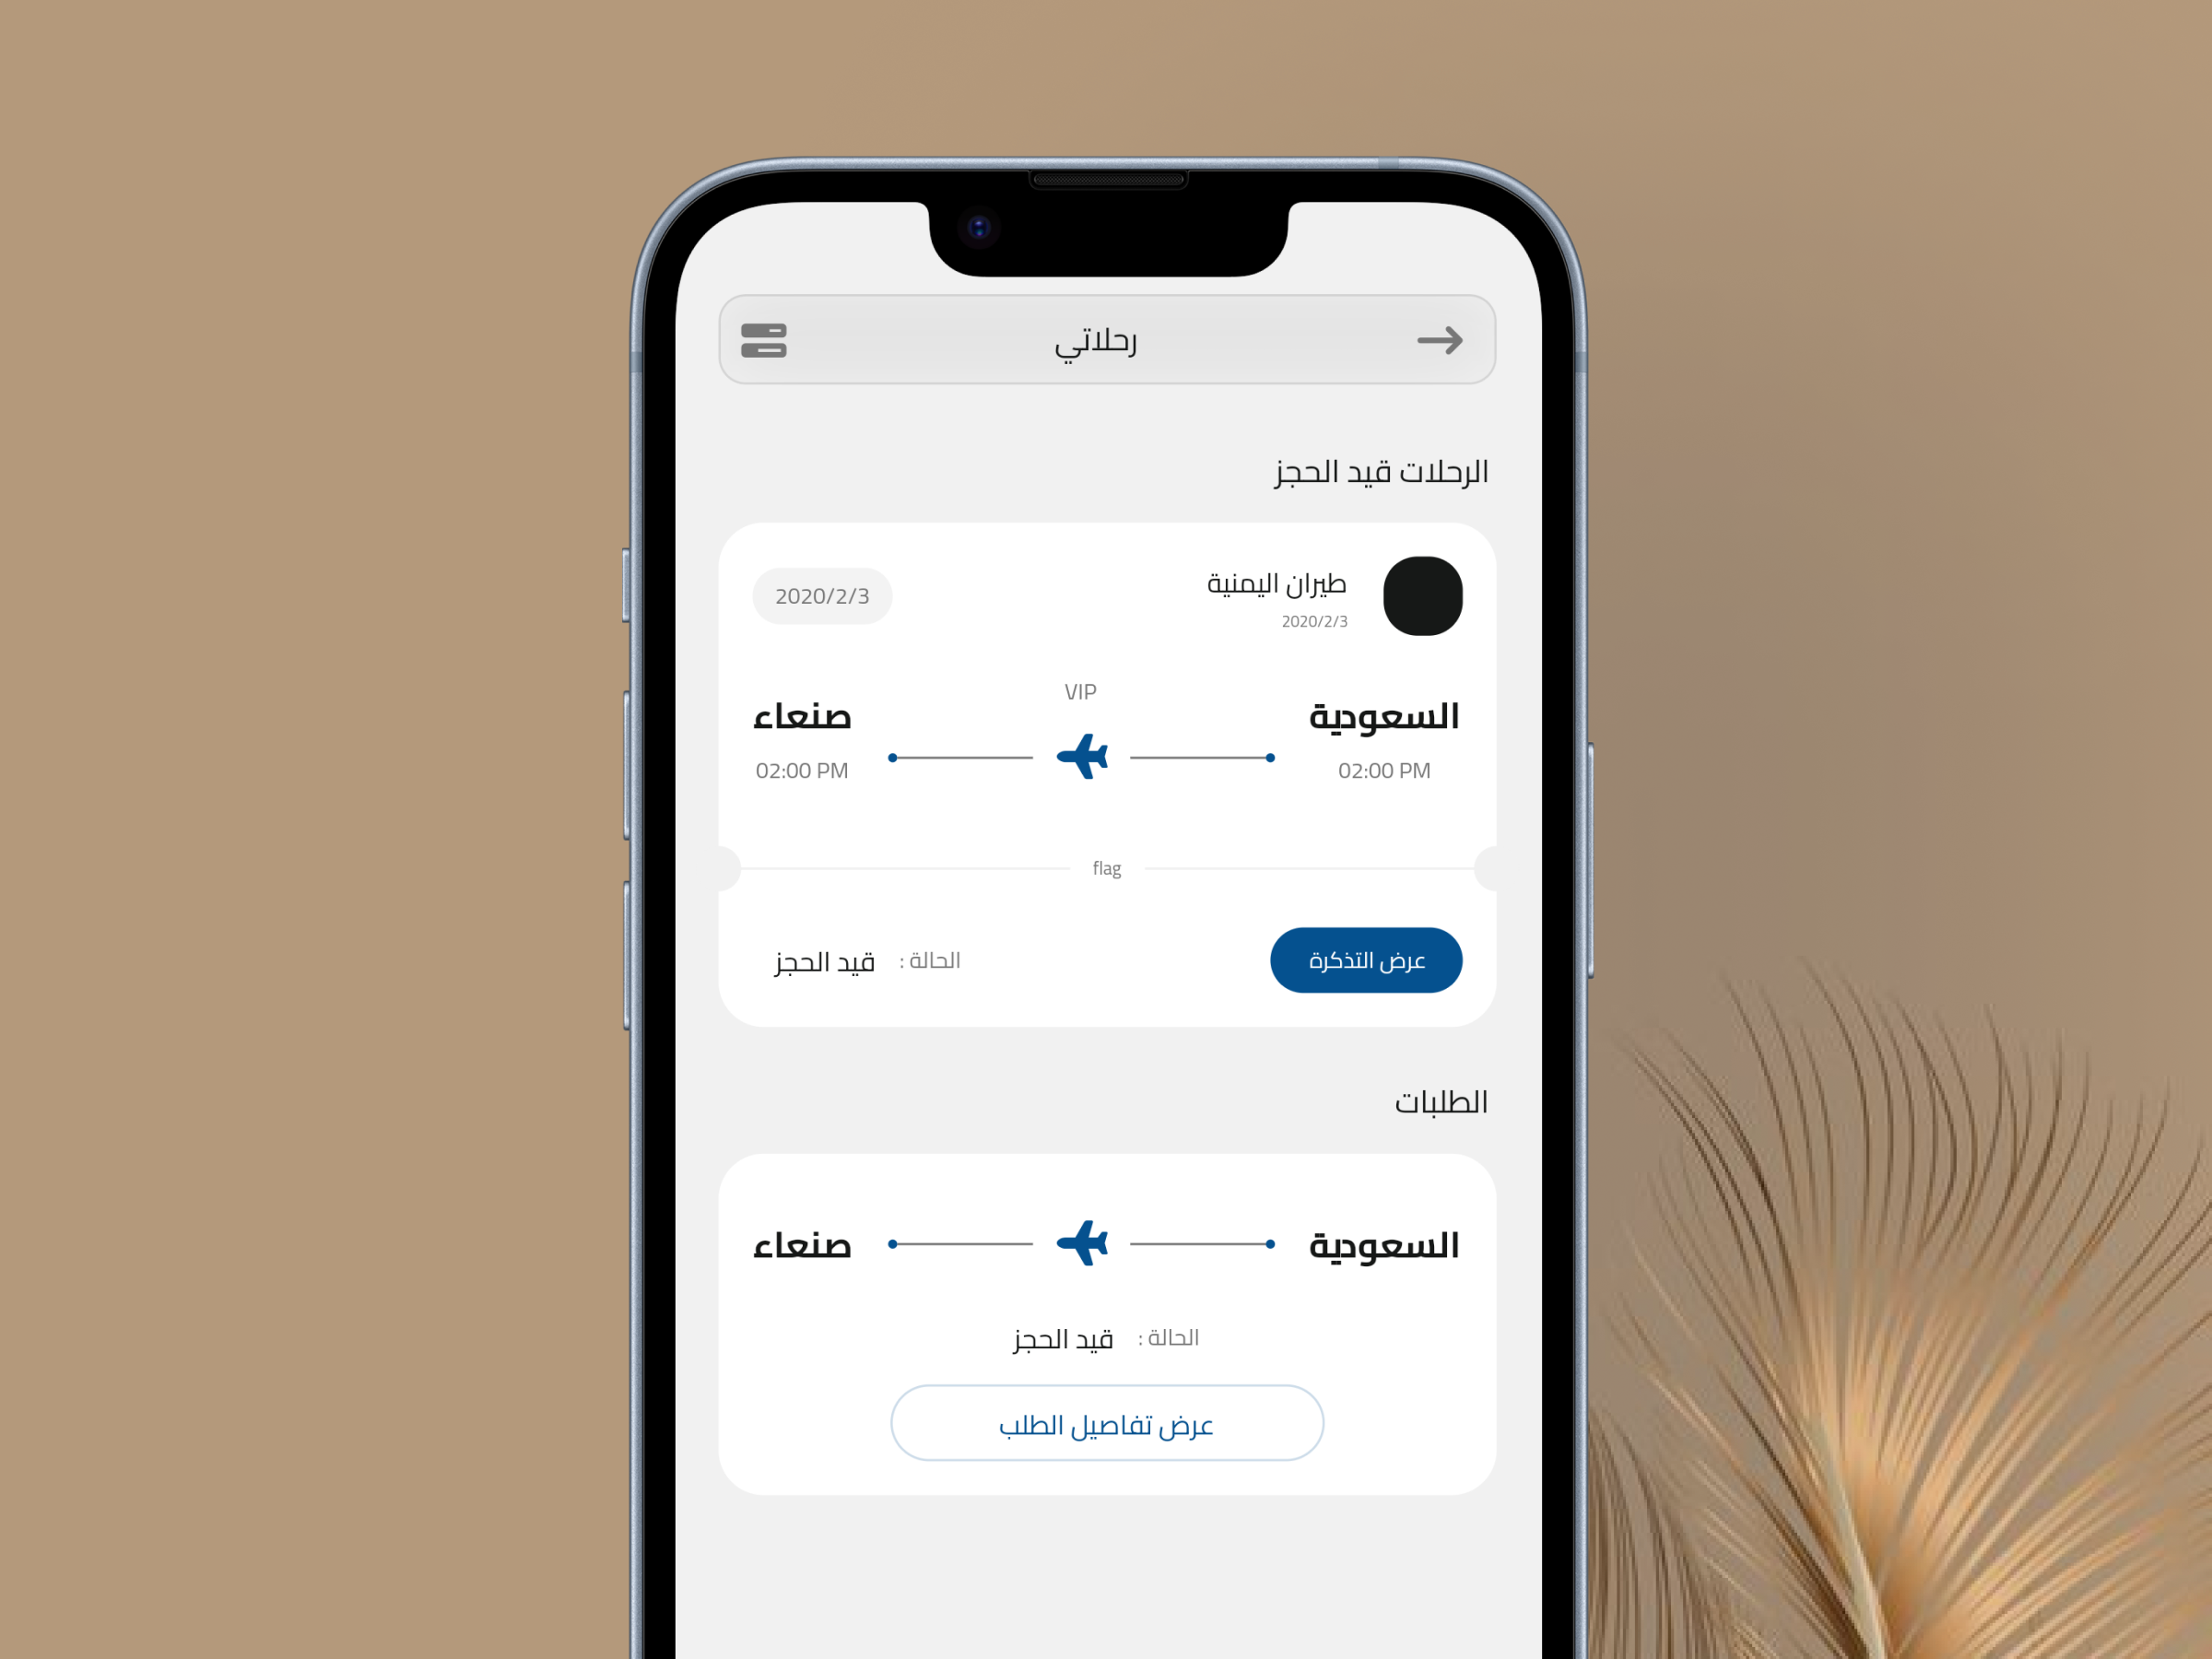 رحلاتي
الرحلات قيد الحجز
طيران اليمنية
2020/2/3
2020/2/3
VIP
السعودية
صنعاء
02:00 PM
02:00 PM
flag
عرض التذكرة
الحالة : قيد الحجز
الطلبات
السعودية
صنعاء
الحالة : قيد الحجز
عرض تفاصيل الطلب